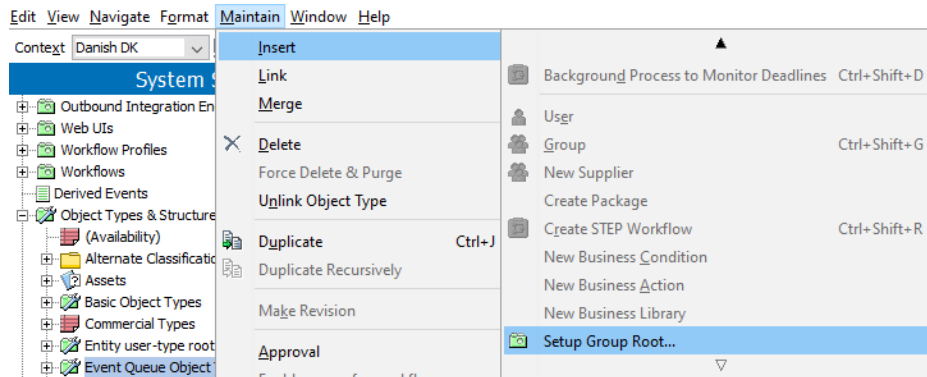 Edit View Navigate Format Maintain Window Help
Context Danish DK
System
Outbound Integration En
Web UIs
Workflow Profiles
Workflows
Derived Events
Object Types & Structure
(Availability)
Alternate Classificatio
Assets
Basic Object Types
Commercial Types
Entity user-type root
Event Queue Object
Insert
Link
Merge
Delete
Force Delete & Purge
Unlink Object Type
Duplicate Ctrl+J
Duplicate Recursively
Make Revision
Approval
Background Process to Monitor Deadlines Ctrl+Shift+D
User
Group Ctrl+Shift+G
New Supplier
Create Package
Create STEP Workflow Ctrl+Shift+R
New Business Condition
New Business Action
New Business Library
Setup Group Root...